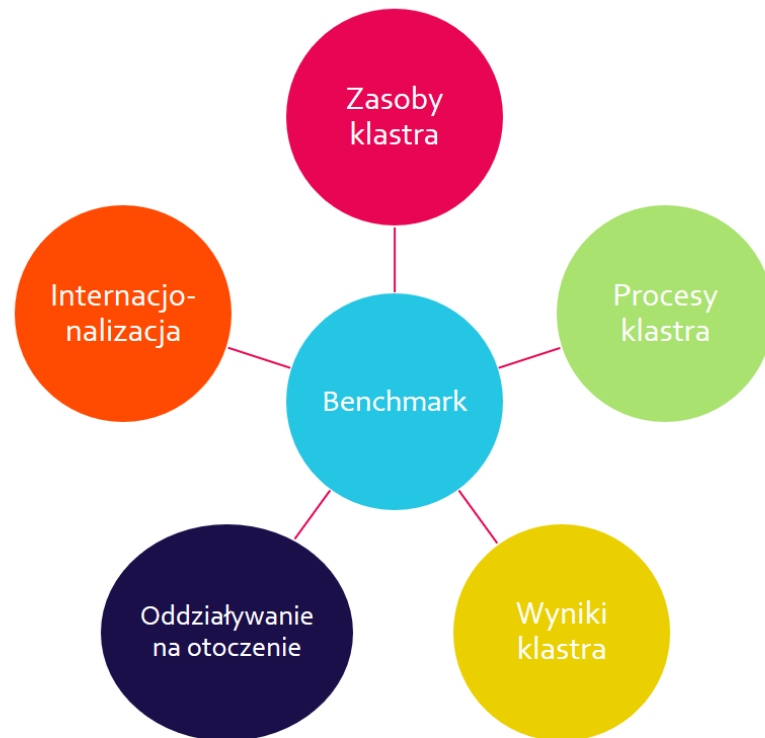 Zasoby
klastra
Internacjo-
nalizacja
Procesy
klastra
Benchmark
Oddziaływanie
na otoczenie
Wyniki
klastra